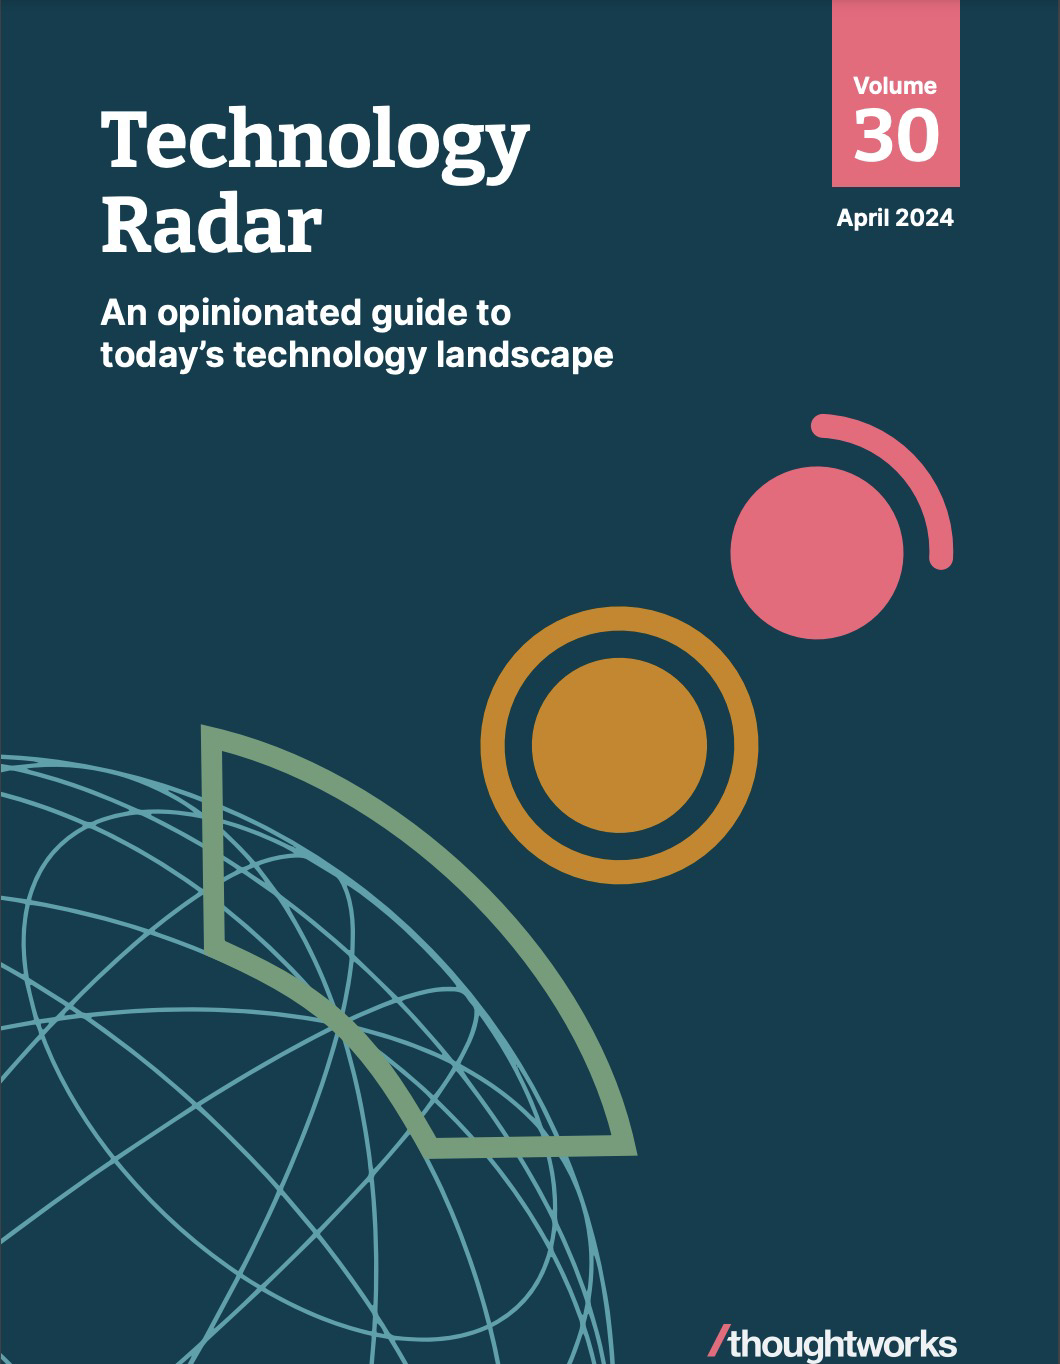 Technology
Radar
An opinionated guide to
today’s technology landscape
Volume
30
April 2024
/thoughtworks